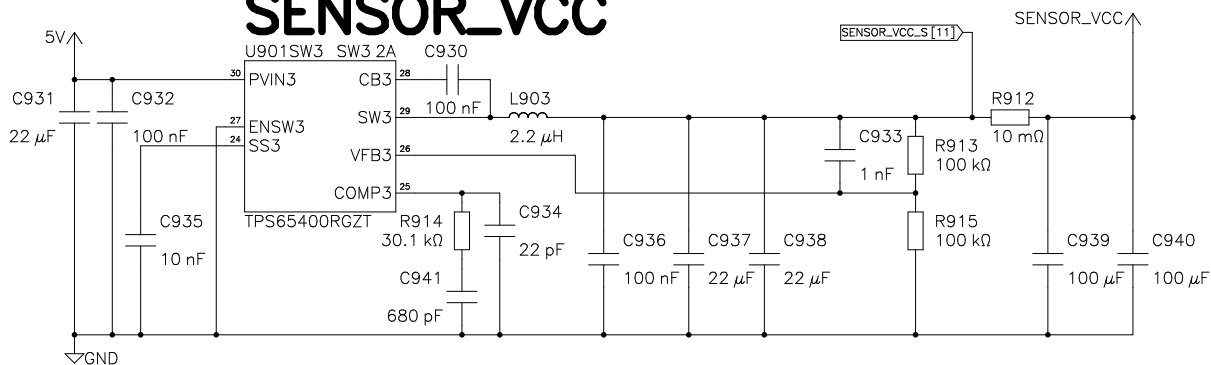 SENSOR_VCC
SENSOR_VCC
5V
U901SW3 SW3 2A
C930
SENSOR_VCC_S [11]
30 PVIN3
CB3 28
100 nF
C931
22 µF
C932
100 nF
27 ENSW3
24 SS3
SW3 29
L903
2.2 µH
R912
10 mΩ
VFB3 26
C933
1 nF
R913
100 kΩ
COMP3 25
TPS65400RGZT
C935
10 nF
R914
30.1 kΩ
C934
22 pF
R915
100 kΩ
C936
100 nF
C937
22 µF
C938
22 µF
C939
100 µF
C940
100 µF
C941
680 pF
GND